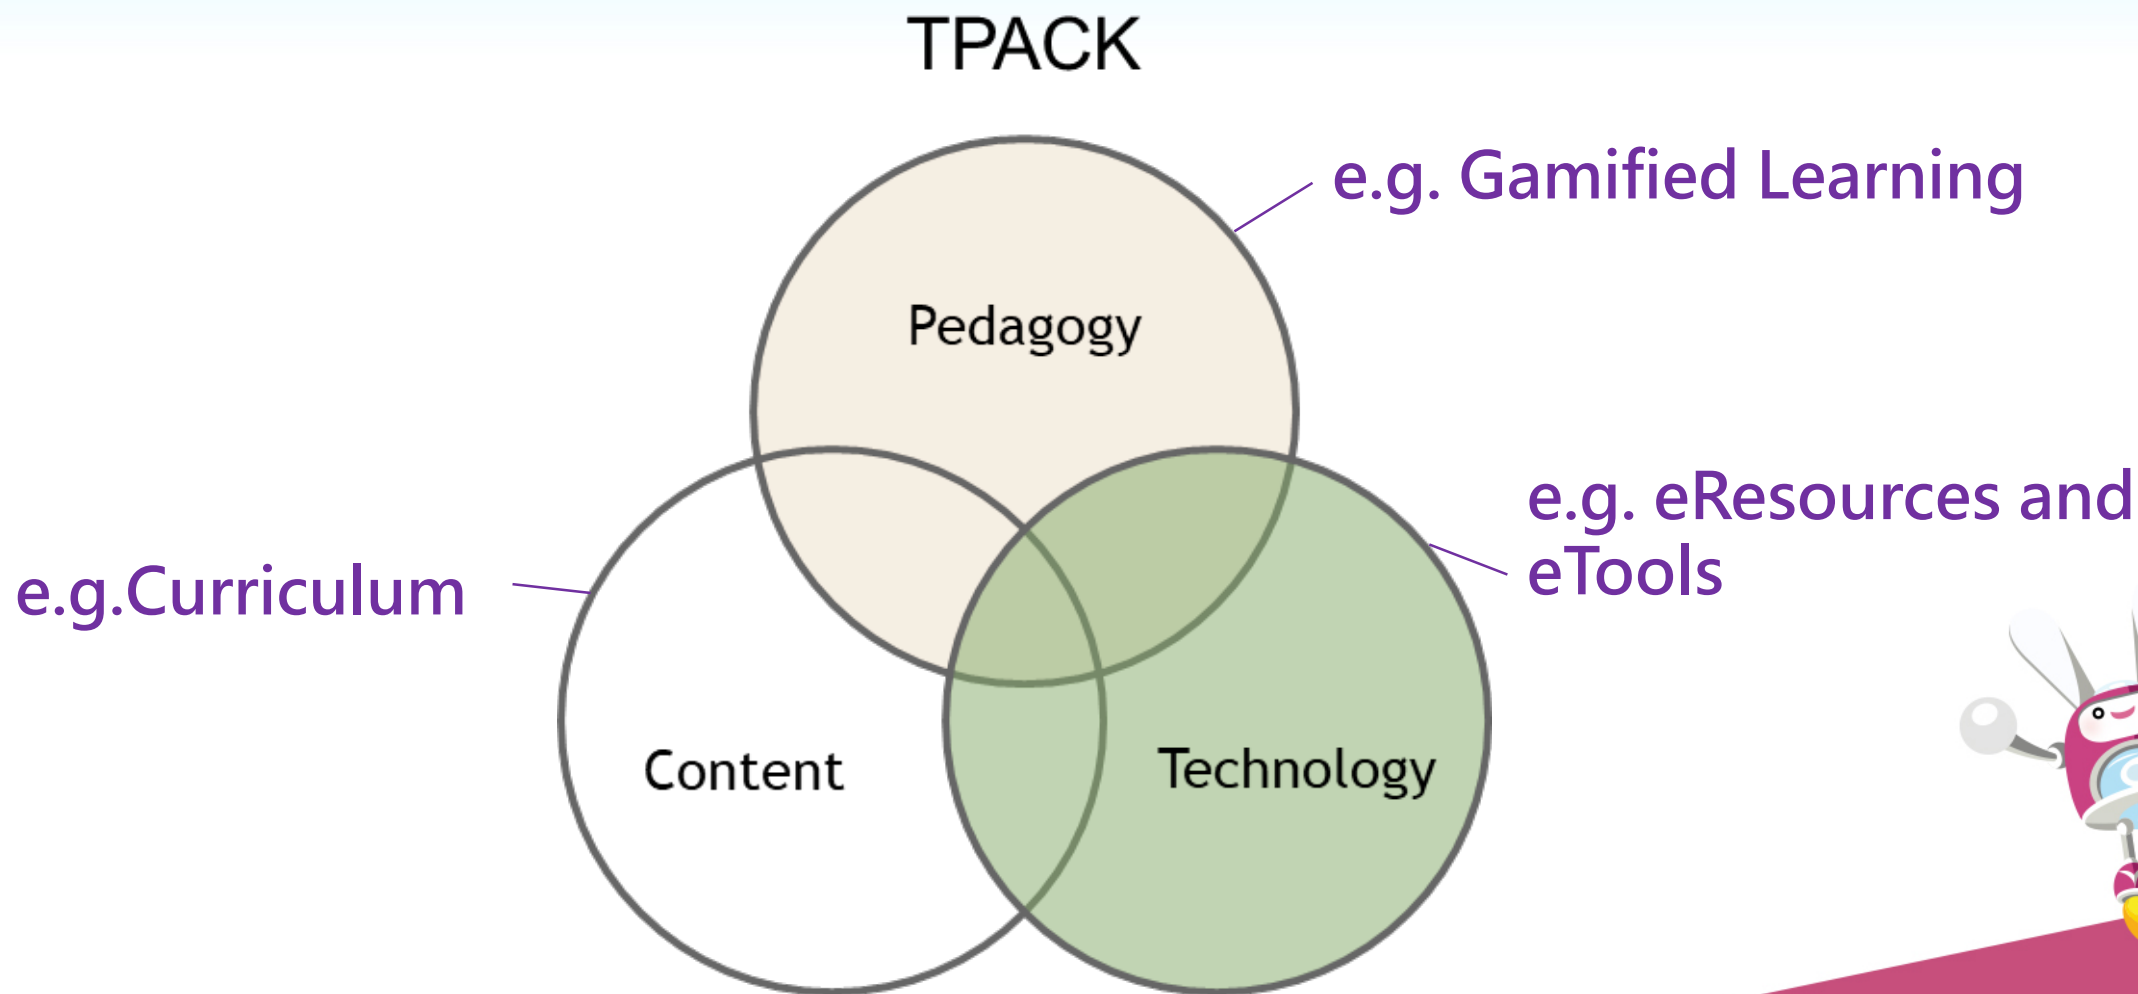 TPACK
e.g. Gamified Learning
Pedagogy
e.g. eResources and
eTools
e.g.Curriculum
Content
Technology